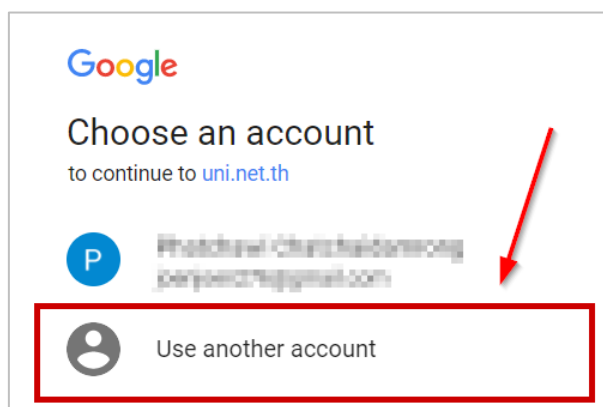 Google
Choose an account
to continue to uni.net.th
P
Use another account